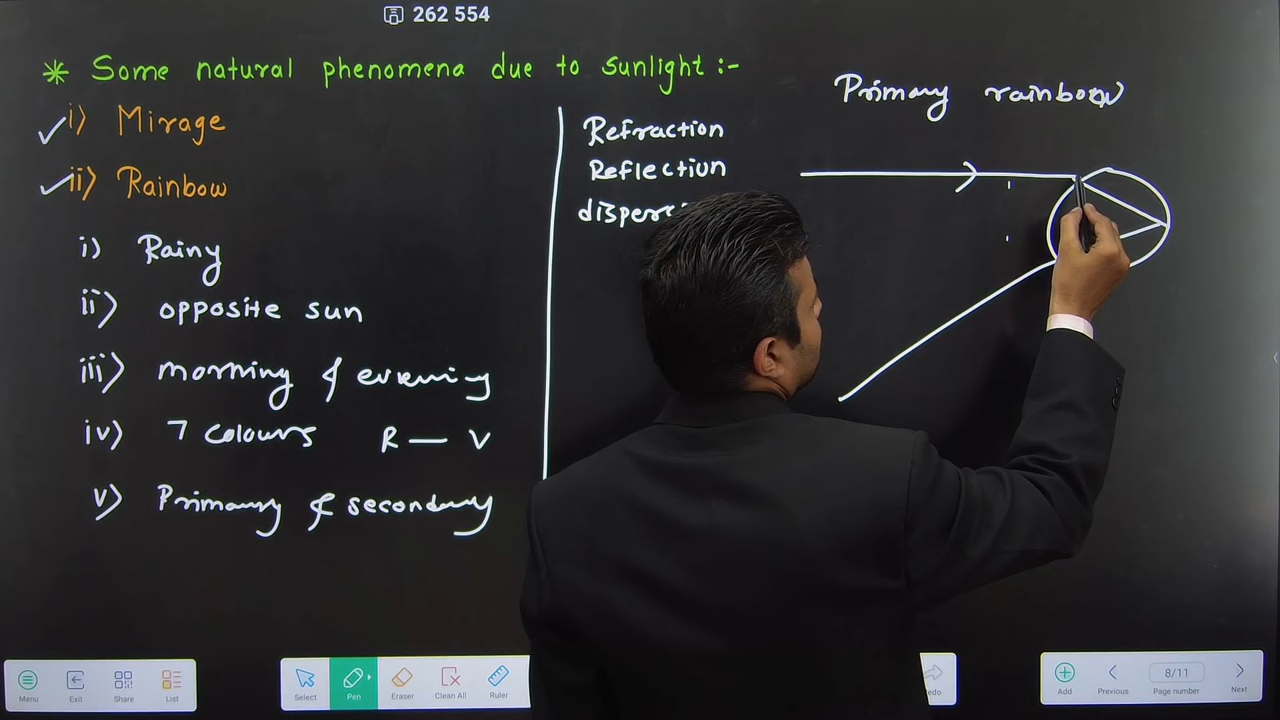 262 554
* Some natural phenomena due to sunlight :-
i) Mirage
ii) Rainbow
i) Rainy
ii) opposite sun
iii) morning & evening
iv) 7 colours R — V
v) Primary & secondary
Refraction
Reflection
Primary rainbow
Menu
Exit
Share
List
Select
Pen
Eraser
Clean All
Ruler
Add
Previous
8/11
Page number
Next